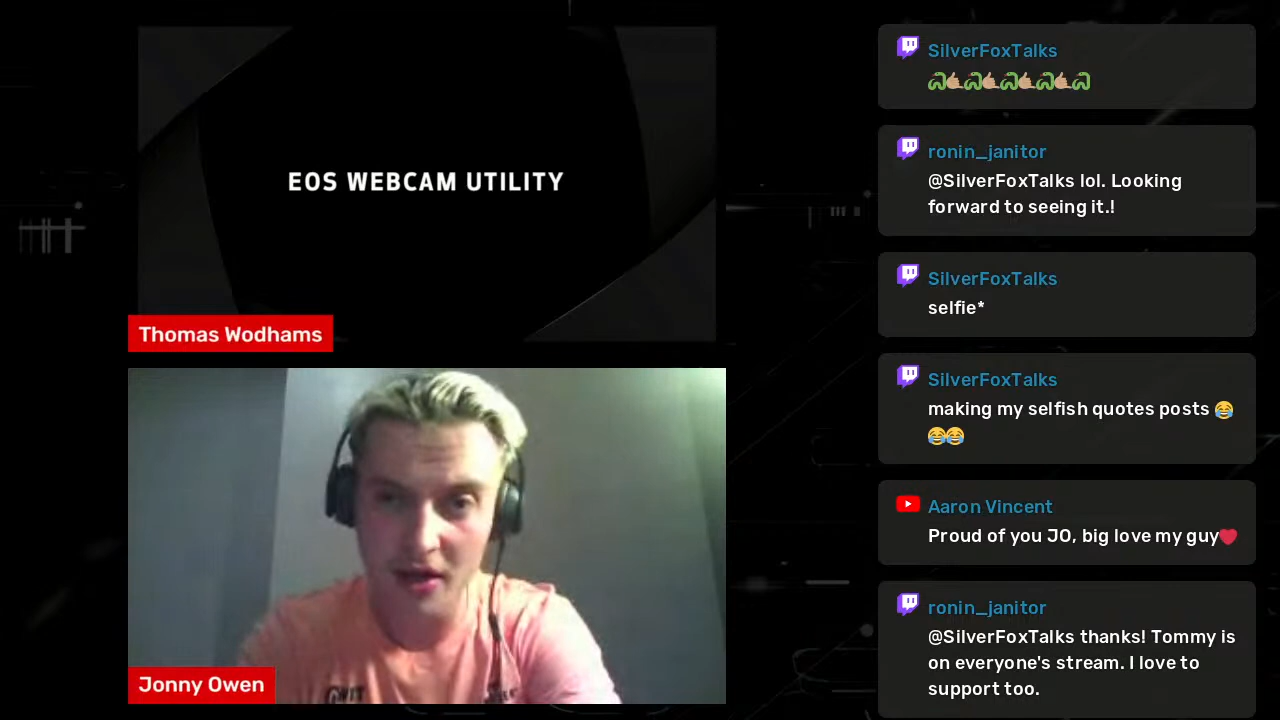 EOS WEBCAM UTILITY
Thomas Wodhams
Jonny Owen
SilverFoxTalks
🐍🤙🏼🐍🤙🏼🐍🤙🏼🐍🤙🏼🐍
ronin_janitor
@SilverFoxTalks lol. Looking
forward to seeing it.!
SilverFoxTalks
selfie*
SilverFoxTalks
making my selfish quotes posts 😂
😂😂
Aaron Vincent
Proud of you JO, big love my guy❤️
ronin_janitor
@SilverFoxTalks thanks! Tommy is
on everyone's stream. I love to
support too.